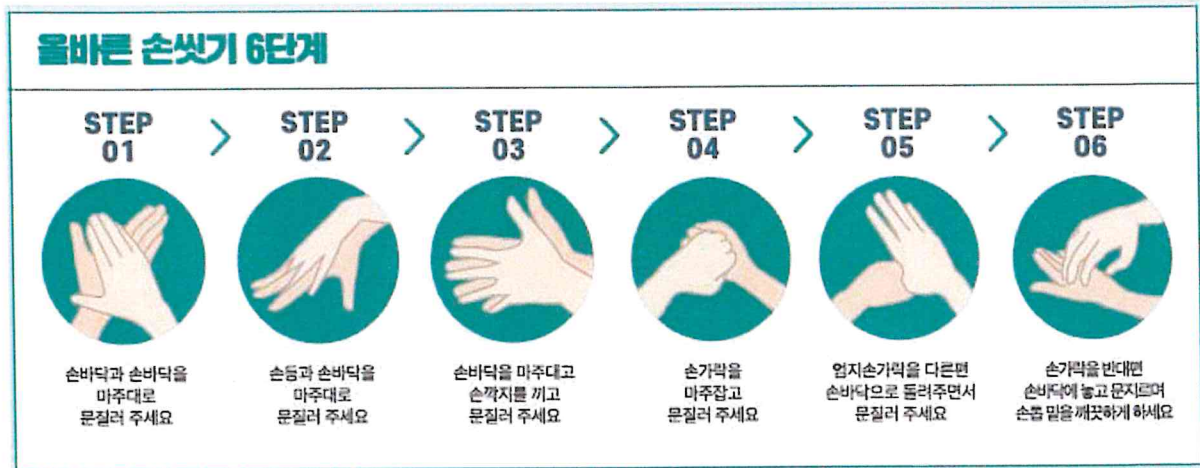 올바른 손씻기 6단계
STEP
01
STEP
02
STEP
03
STEP
04
STEP
05
STEP
06
손바닥과 손바닥을
마주대로
문질러 주세요
손등과 손바닥을
마주대로
문질러 주세요
손바닥을 마주대고
손깍지를 끼고
문질러 주세요
손가락을
마주잡고
문질러 주세요
엄지손가락을 다른편
손바닥으로 돌려주면서
문질러 주세요
손가락을 반대편
손바닥에 놓고 문지르며
손톱 밑을 깨끗하게 하세요